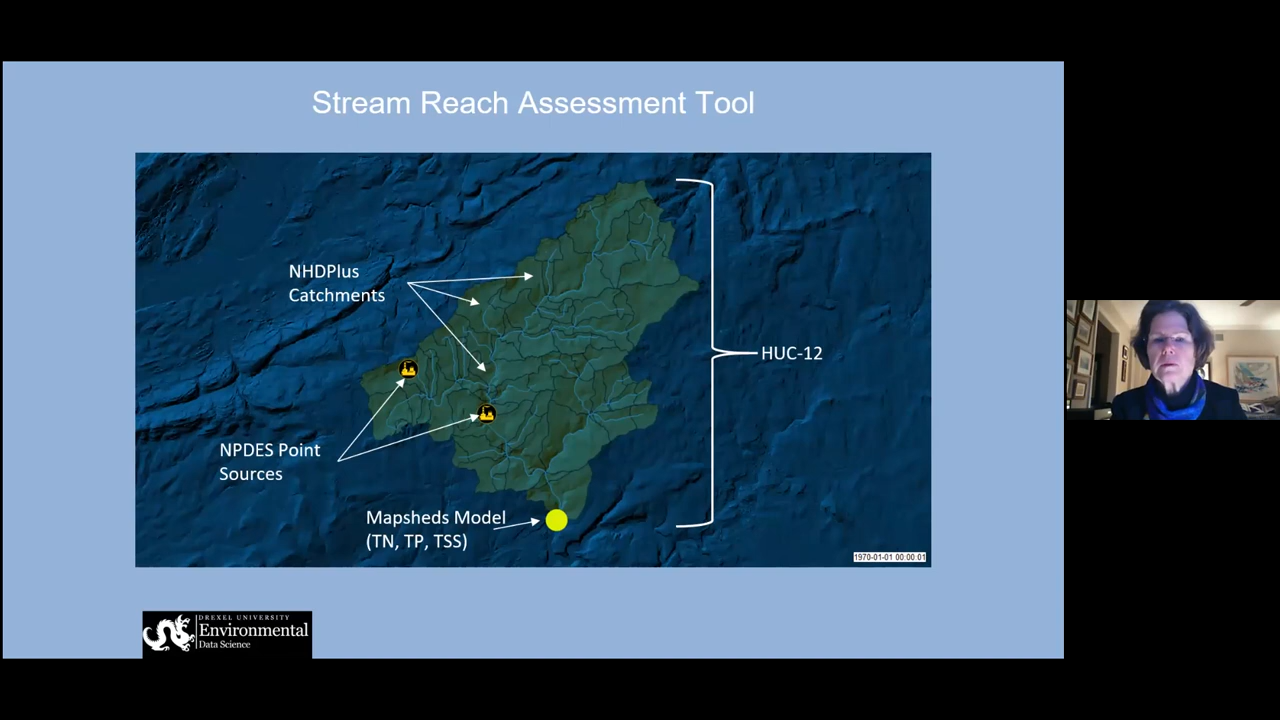 Stream Reach Assessment Tool
NHDPlus
Catchments
HUC-12
NPDES Point
Sources
Mapsheds Model
(TN, TP, TSS)
1970-01-01 00:00:01
DREXEL UNIVERSITY
Environmental
Data Science